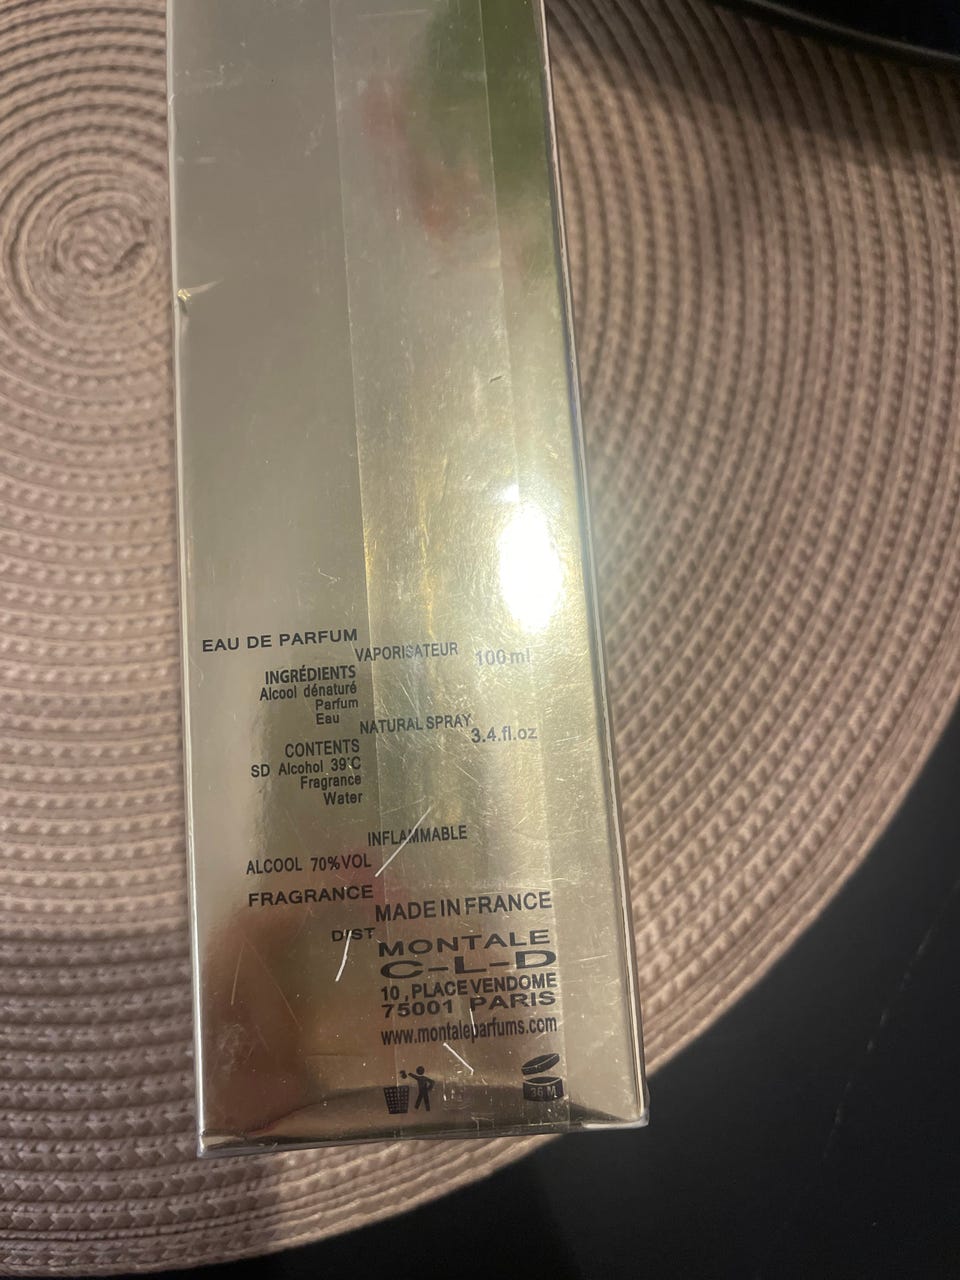 EAU DE PARFUM
VAPORISATEUR 100 ml
INGRÉDIENTS
Alcool dénaturé
Parfum
Eau
NATURAL SPRAY 3.4.fl.oz
CONTENTS
SD Alcohol 39°C
Fragrance
Water
INFLAMMABLE
ALCOOL 70%VOL
FRAGRANCE
MADE IN FRANCE
DIST
MONTALE
C-L-D
10, PLACE VENDOME
75001 PARIS
www.montaleparfums.com
36 M